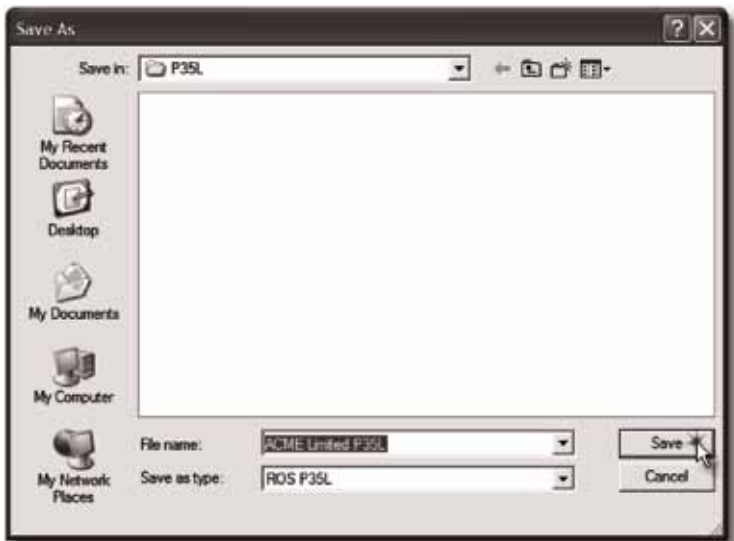 Save As
Save in: P35L
My Recent
Documents
Desktop
My Documents
My Computer
My Network
Places
File name: ACME Limited P35L
Save as type: ROS P35L
Save
Cancel